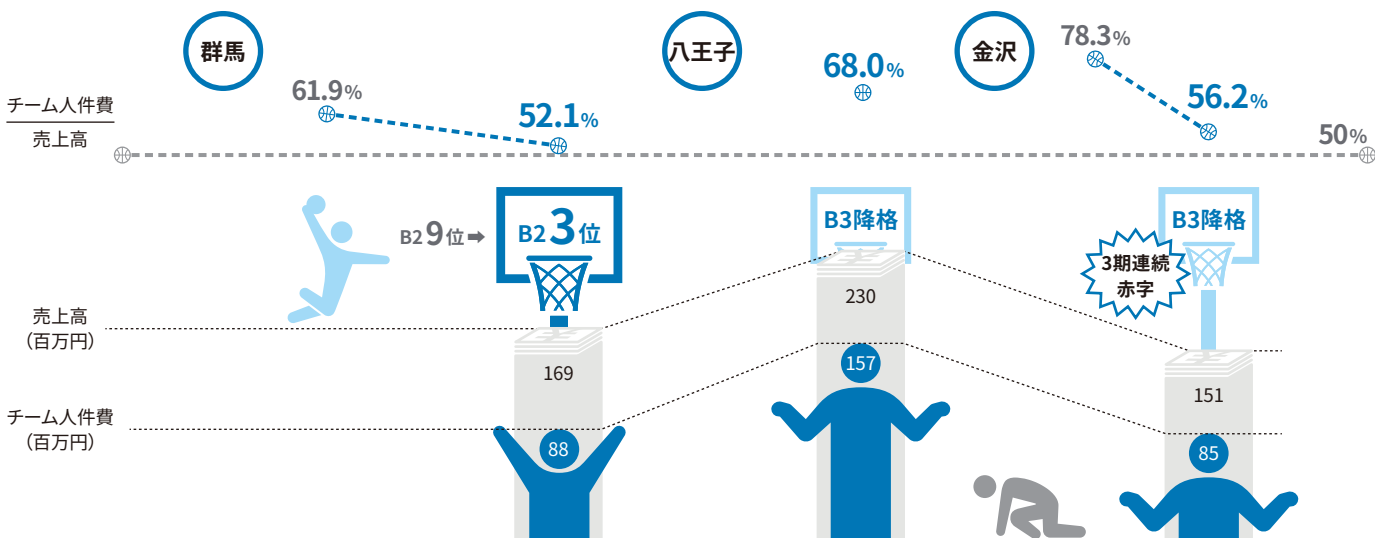 群馬
八王子
金沢
チーム人件費
売上高
61.9%
52.1%
68.0%
78.3%
56.2%
50%
B2 9位➡
B2 3位
B3降格
B3降格
3期連続
赤字
売上高
（百万円）
169
230
151
チーム人件費
（百万円）
88
157
85